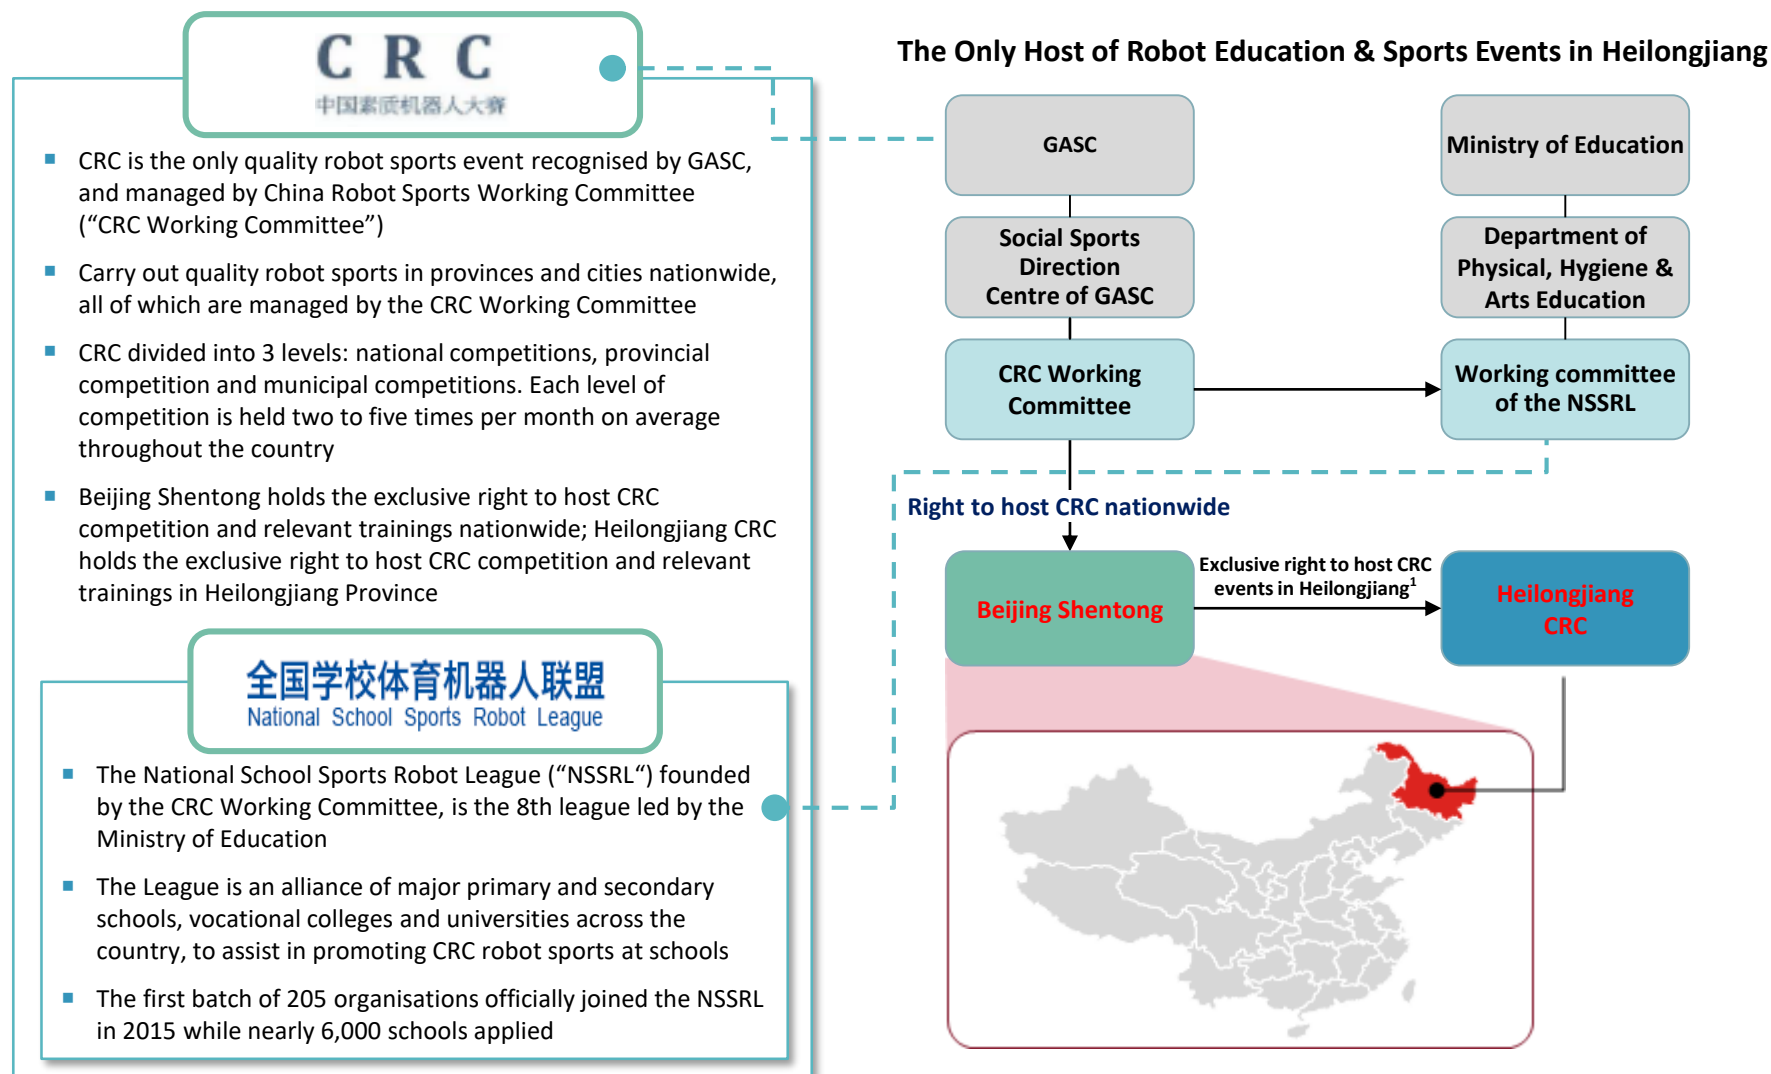 C R C
中国素质机器人大赛
▪ CRC is the only quality robot sports event recognised by GASC,
and managed by China Robot Sports Working Committee
(“CRC Working Committee”)
▪ Carry out quality robot sports in provinces and cities nationwide,
all of which are managed by the CRC Working Committee
▪ CRC divided into 3 levels: national competitions, provincial
competition and municipal competitions. Each level of
competition is held two to five times per month on average
throughout the country
▪ Beijing Shentong holds the exclusive right to host CRC
competition and relevant trainings nationwide; Heilongjiang CRC
holds the exclusive right to host CRC competition and relevant
trainings in Heilongjiang Province
全国学校体育机器人联盟
National School Sports Robot League
▪ The National School Sports Robot League (“NSSRL“) founded
by the CRC Working Committee, is the 8th league led by the
Ministry of Education
▪ The League is an alliance of major primary and secondary
schools, vocational colleges and universities across the
country, to assist in promoting CRC robot sports at schools
▪ The first batch of 205 organisations officially joined the NSSRL
in 2015 while nearly 6,000 schools applied
The Only Host of Robot Education & Sports Events in Heilongjiang
GASC
Ministry of Education
Social Sports
Direction
Centre of GASC
Department of
Physical, Hygiene &
Arts Education
CRC Working
Committee
Working committee
of the NSSRL
Right to host CRC nationwide
Beijing Shentong
Exclusive right to host CRC
events in Heilongjiang¹
Heilongjiang
CRC